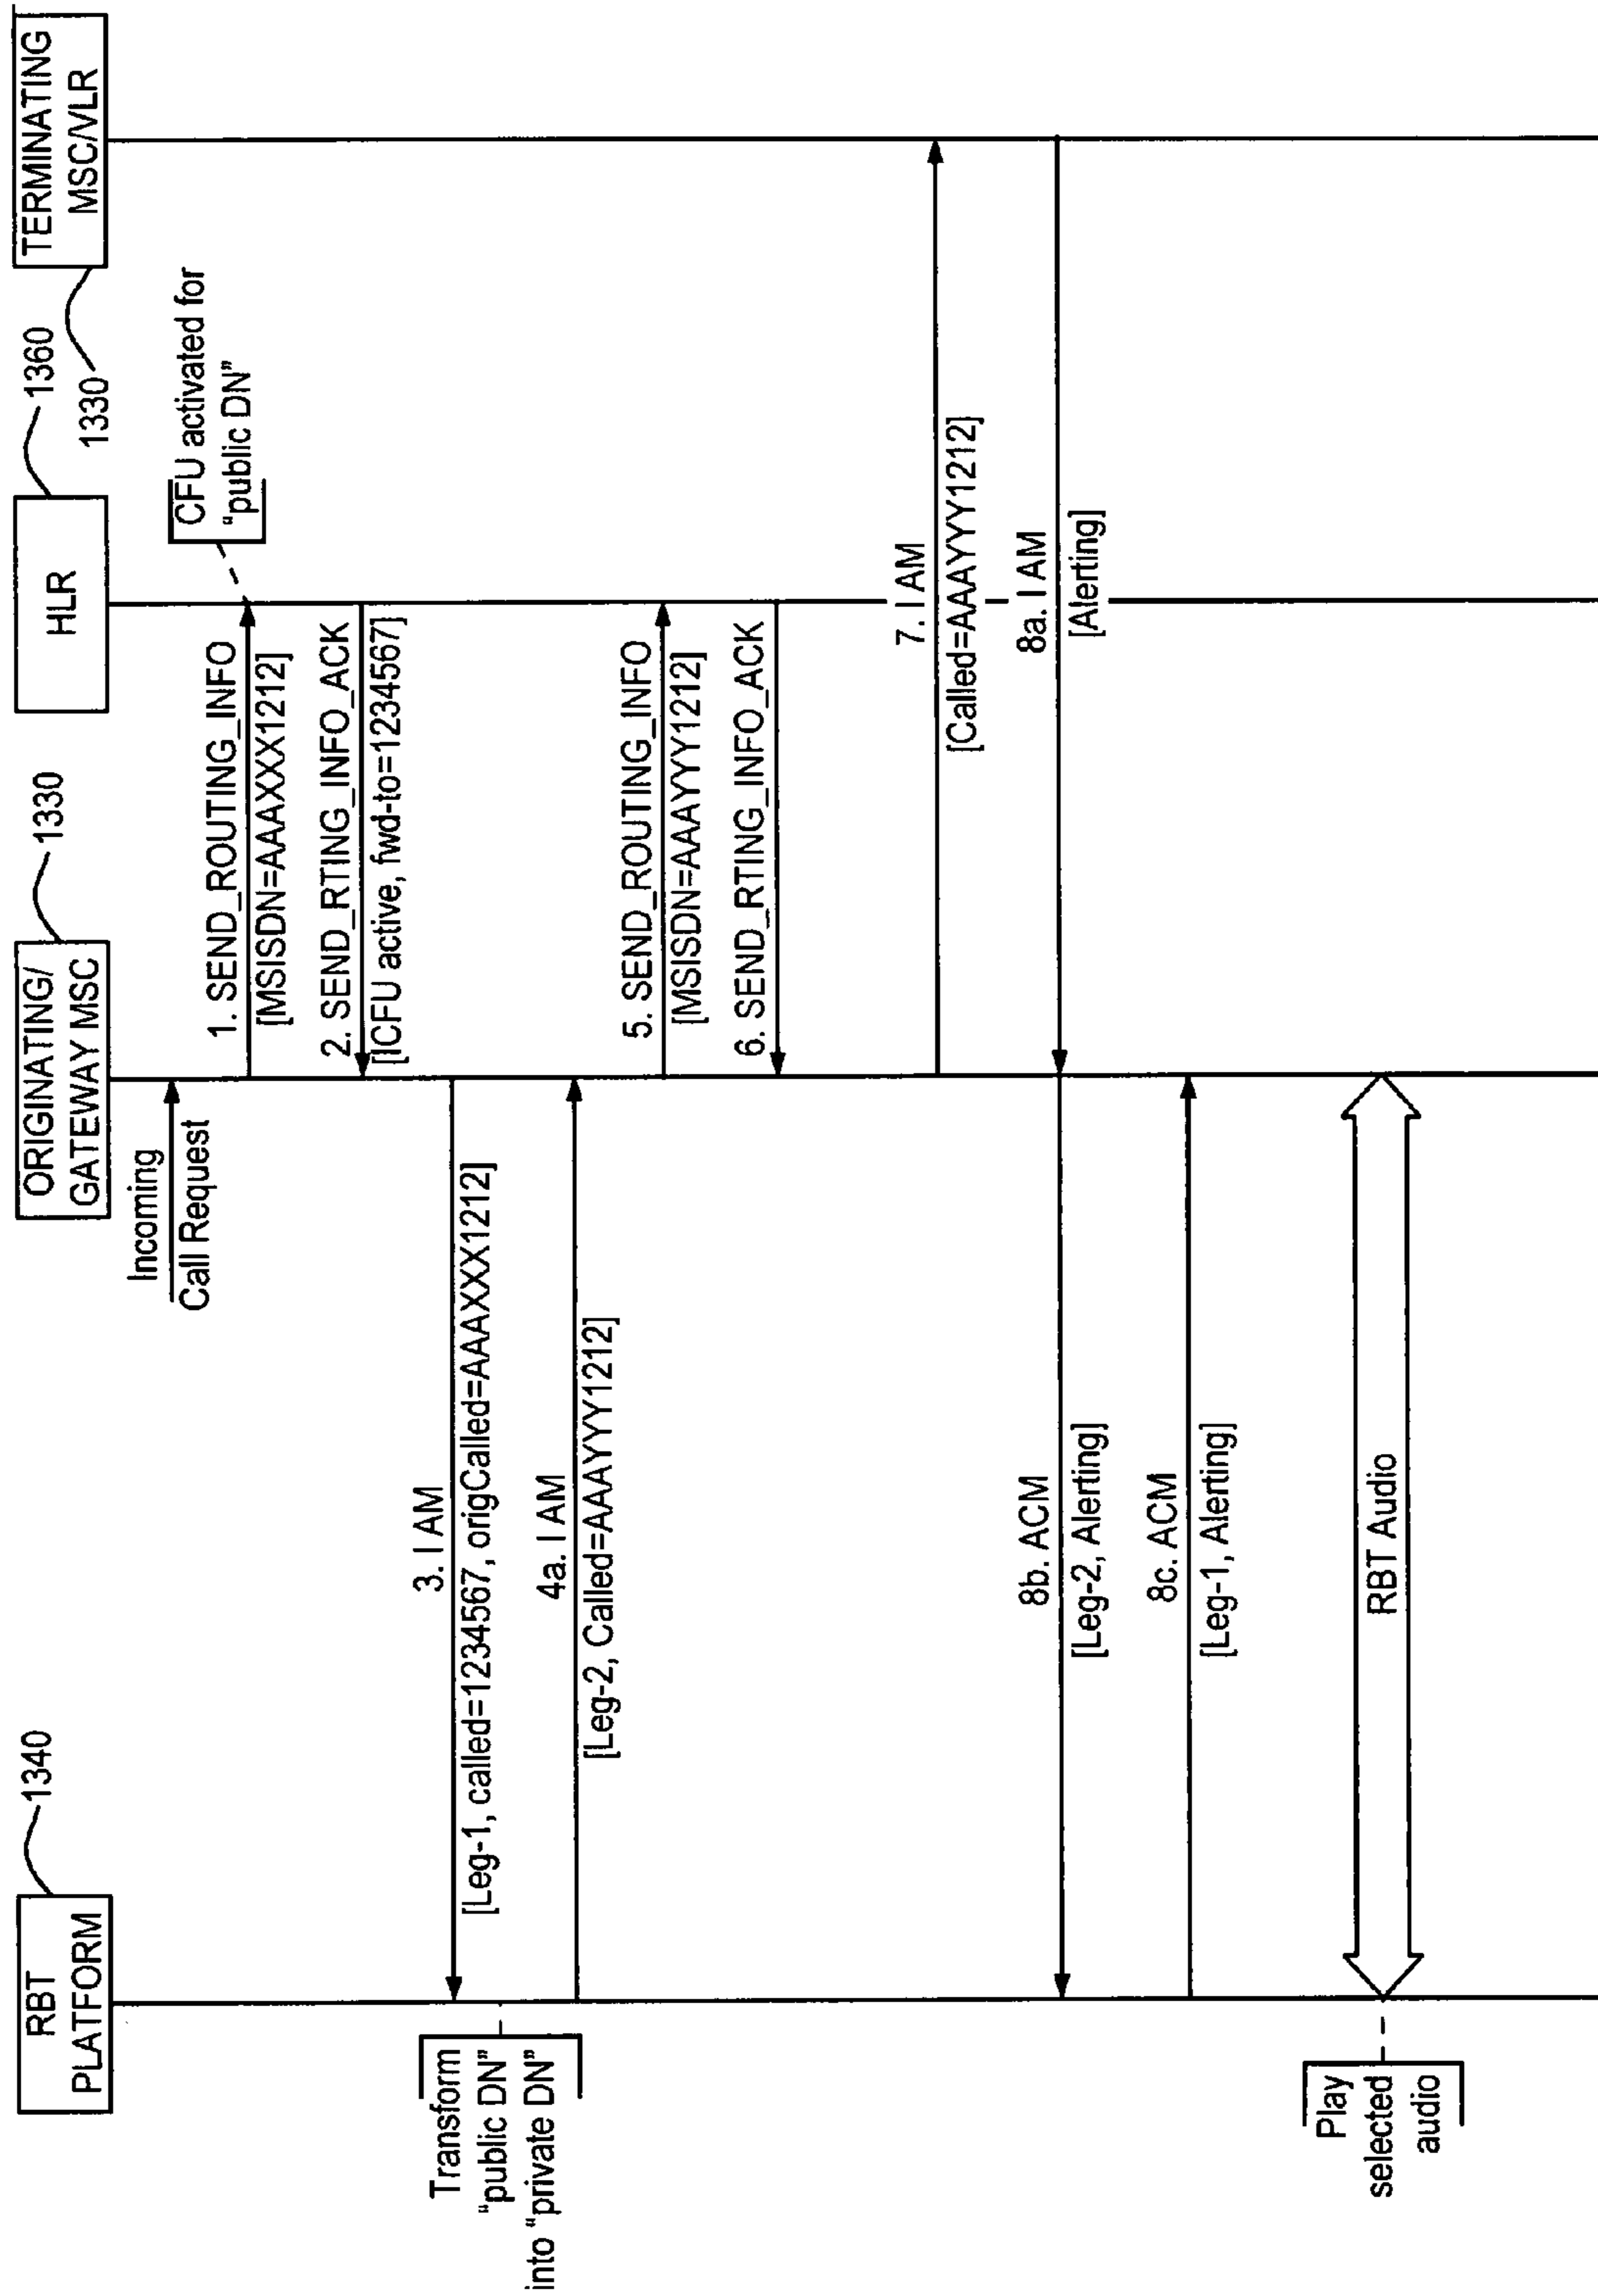 RBT
PLATFORM
1340
ORIGINATING/
GATEWAY MSC
1330
HLR
1360
TERMINATING
MSC/VLR
1330
Incoming
Call Request
CFU activated for
"public DN"
1. SEND_ROUTING_INFO
[MSISDN=AAAXXX1212]
2. SEND_RTING_INFO_ACK
[ICFU active, fwd-to=1234567]
3. I AM
[Leg-1, called=1234567, origCalled=AAAXXX1212]
Transform
"public DN"
into "private DN"
4a. I AM
[Leg-2, Called=AAAYYY1212]
5. SEND_ROUTING_INFO
[MSISDN=AAAYYY1212]
6. SEND_RTING_INFO_ACK
7. I AM
[Called=AAAYYY1212]
8a. I AM
[Alerting]
8b. ACM
[Leg-2, Alerting]
8c. ACM
[Leg-1, Alerting]
RBT Audio
Play
selected
audio